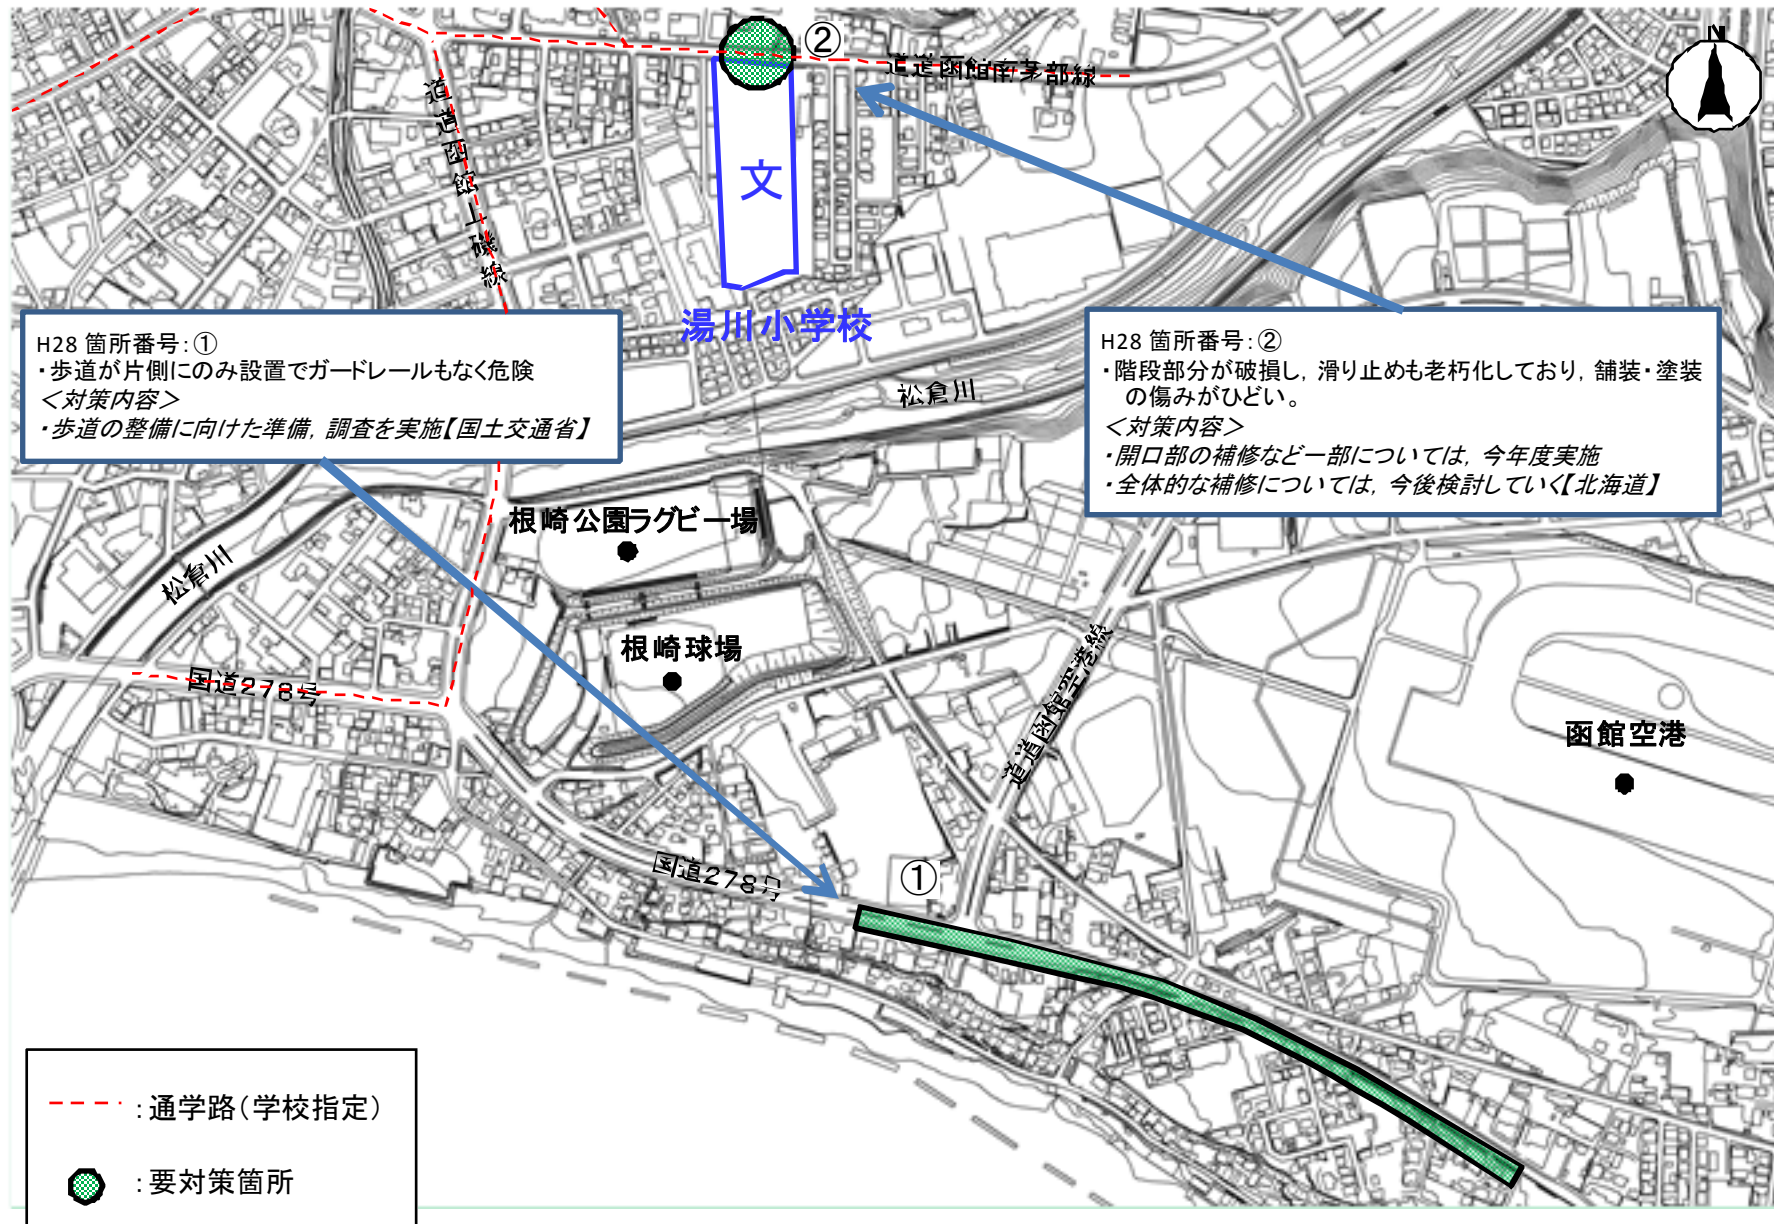 ②
道道函館南茅部線
N
道道函館上磯線
文
湯川小学校
H28 箇所番号：①
・歩道が片側にのみ設置でガードレールもなく危険
＜対策内容＞
・歩道の整備に向けた準備，調査を実施【国土交通省】
H28 箇所番号：②
・階段部分が破損し，滑り止めも老朽化しており，舗装・塗装
の傷みがひどい。
＜対策内容＞
・開口部の補修など一部については，今年度実施
・全体的な補修については，今後検討していく【北海道】
松倉川
根崎公園ラグビー場
松倉川
根崎球場
国道278号
道道函館空港線
函館空港
国道278号
①
：通学路（学校指定）
：要対策箇所